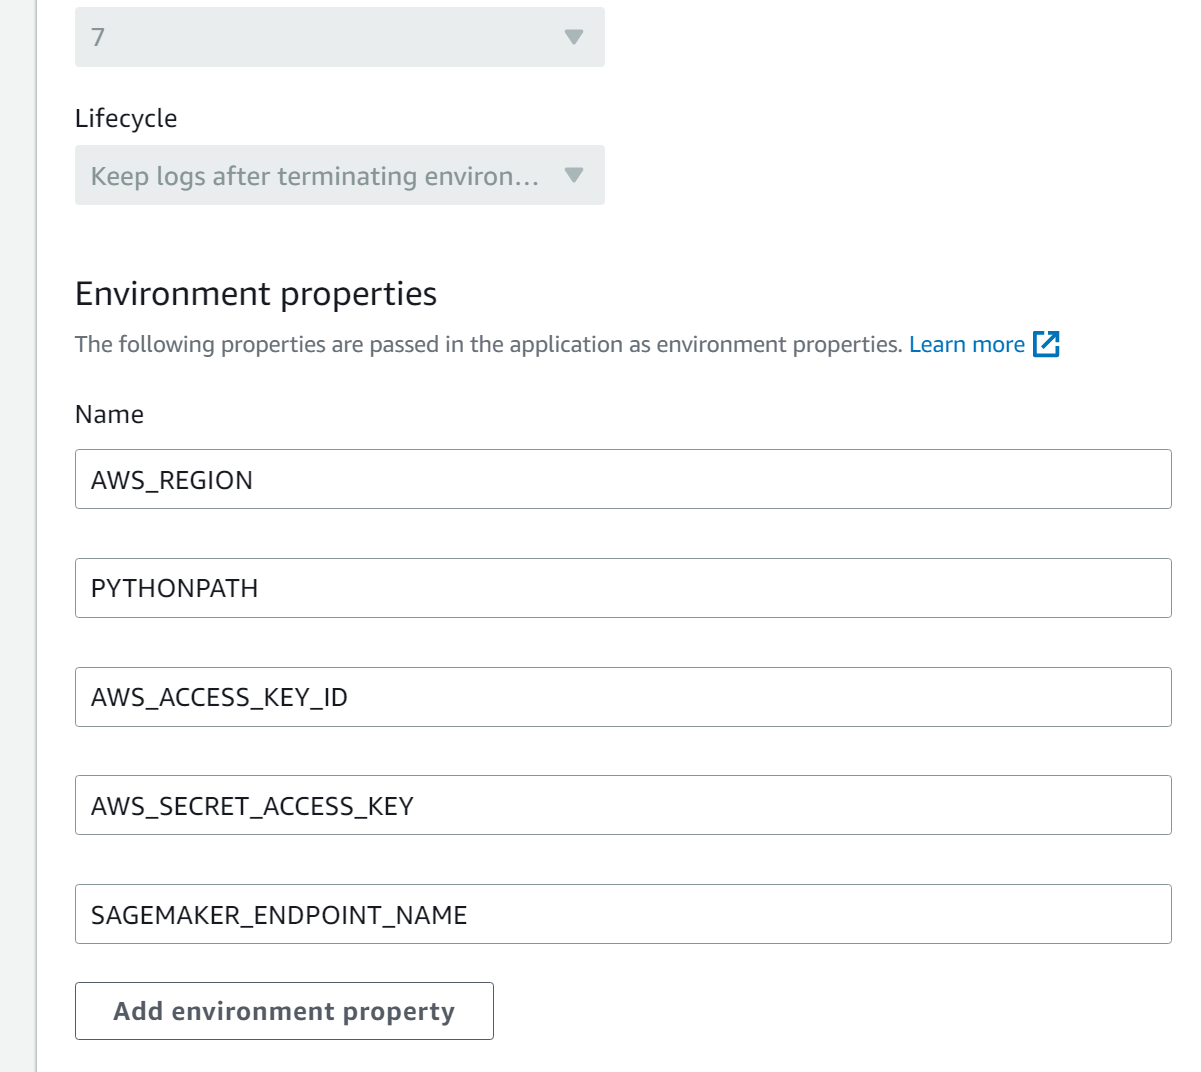 7
Lifecycle
Keep logs after terminating environ...
Environment properties
The following properties are passed in the application as environment properties. Learn more
Name
AWS_REGION
PYTHONPATH
AWS_ACCESS_KEY_ID
AWS_SECRET_ACCESS_KEY
SAGEMAKER_ENDPOINT_NAME
Add environment property